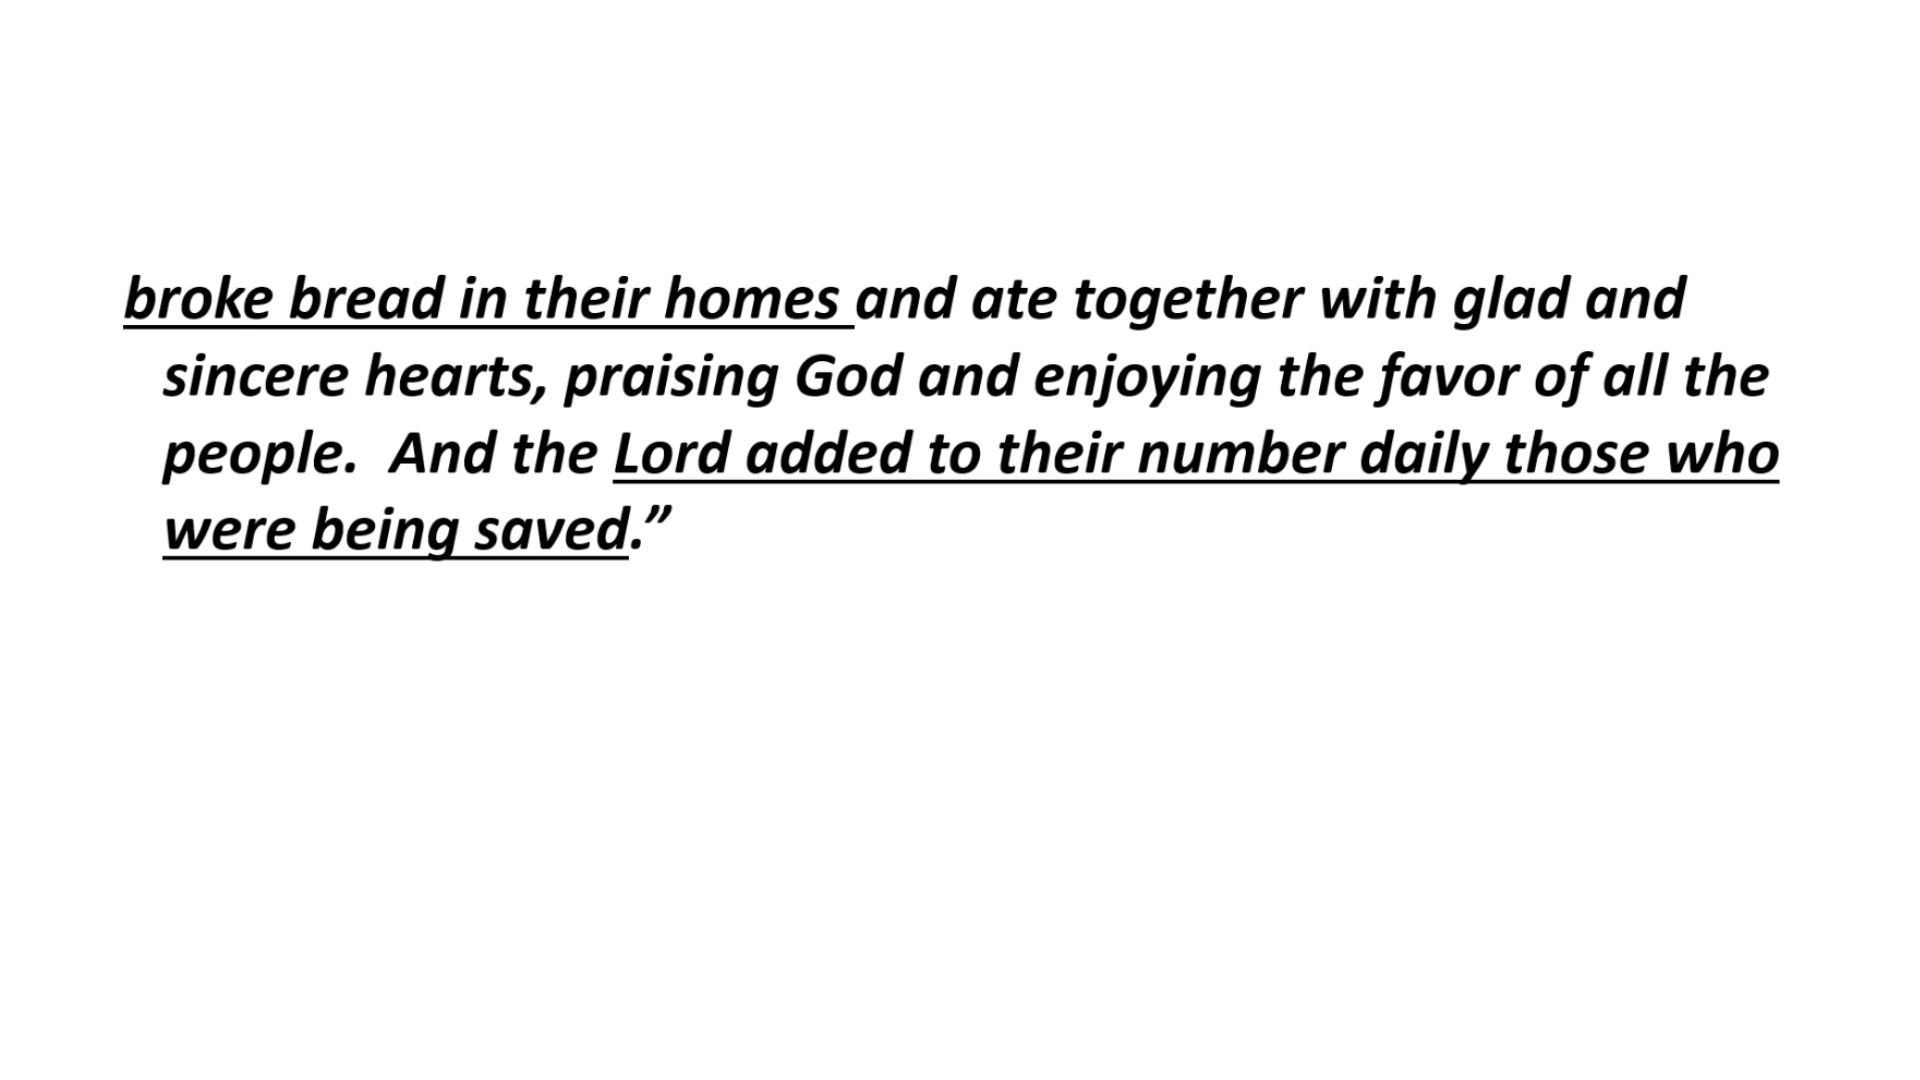 broke bread in their homes and ate together with glad and
sincere hearts, praising God and enjoying the favor of all the
people.  And the Lord added to their number daily those who
were being saved.”